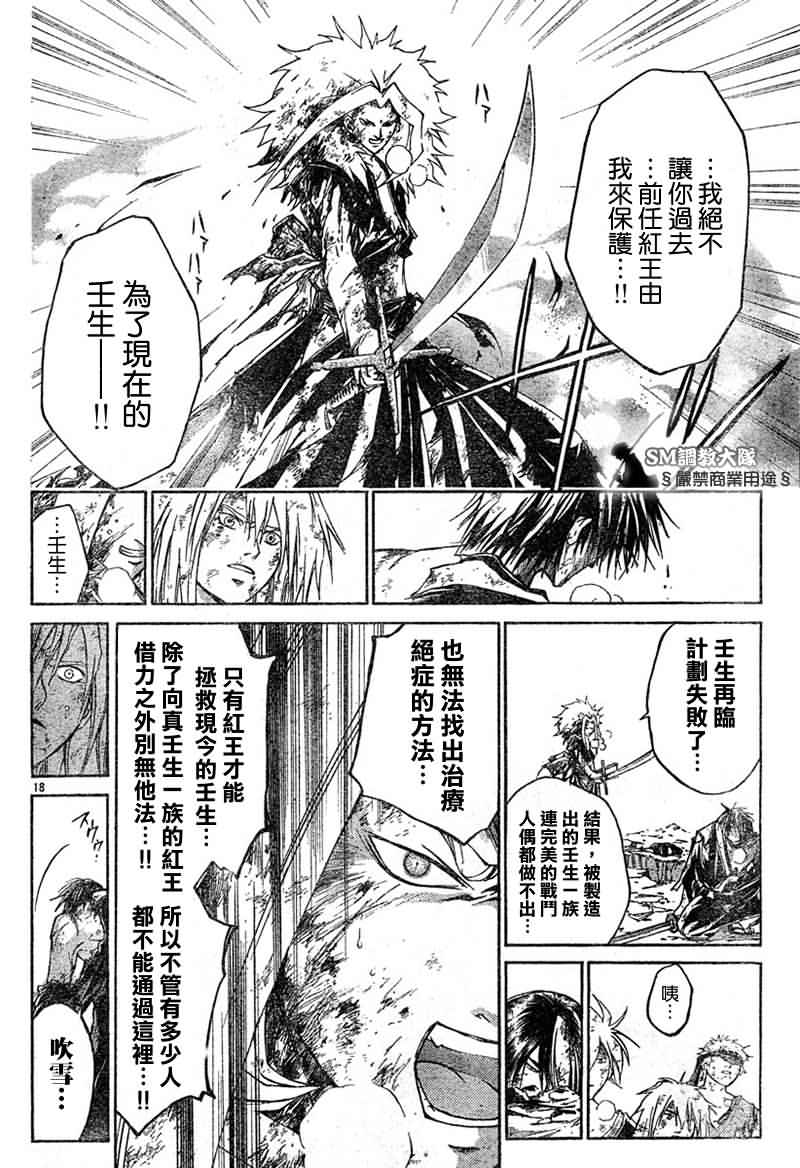 …我絕不
讓你過去
…前任紅王由
我來保護…!!
為了現在的
壬生——!!
SM調教大隊
§嚴禁商業用途§
…壬生…
壬生再臨
計劃失敗了…
結果，被製造
出的壬生一族
連完美的戰鬥
人偶都做不出…
咦
也無法找出治療
絕症的方法…
只有紅王才能
拯救現今的壬生…
除了向真壬生一族的紅王
借力之外別無他法…!!
所以不管有多少人
都不能通過這裡…!!
18
スゥゥ
吹雪…